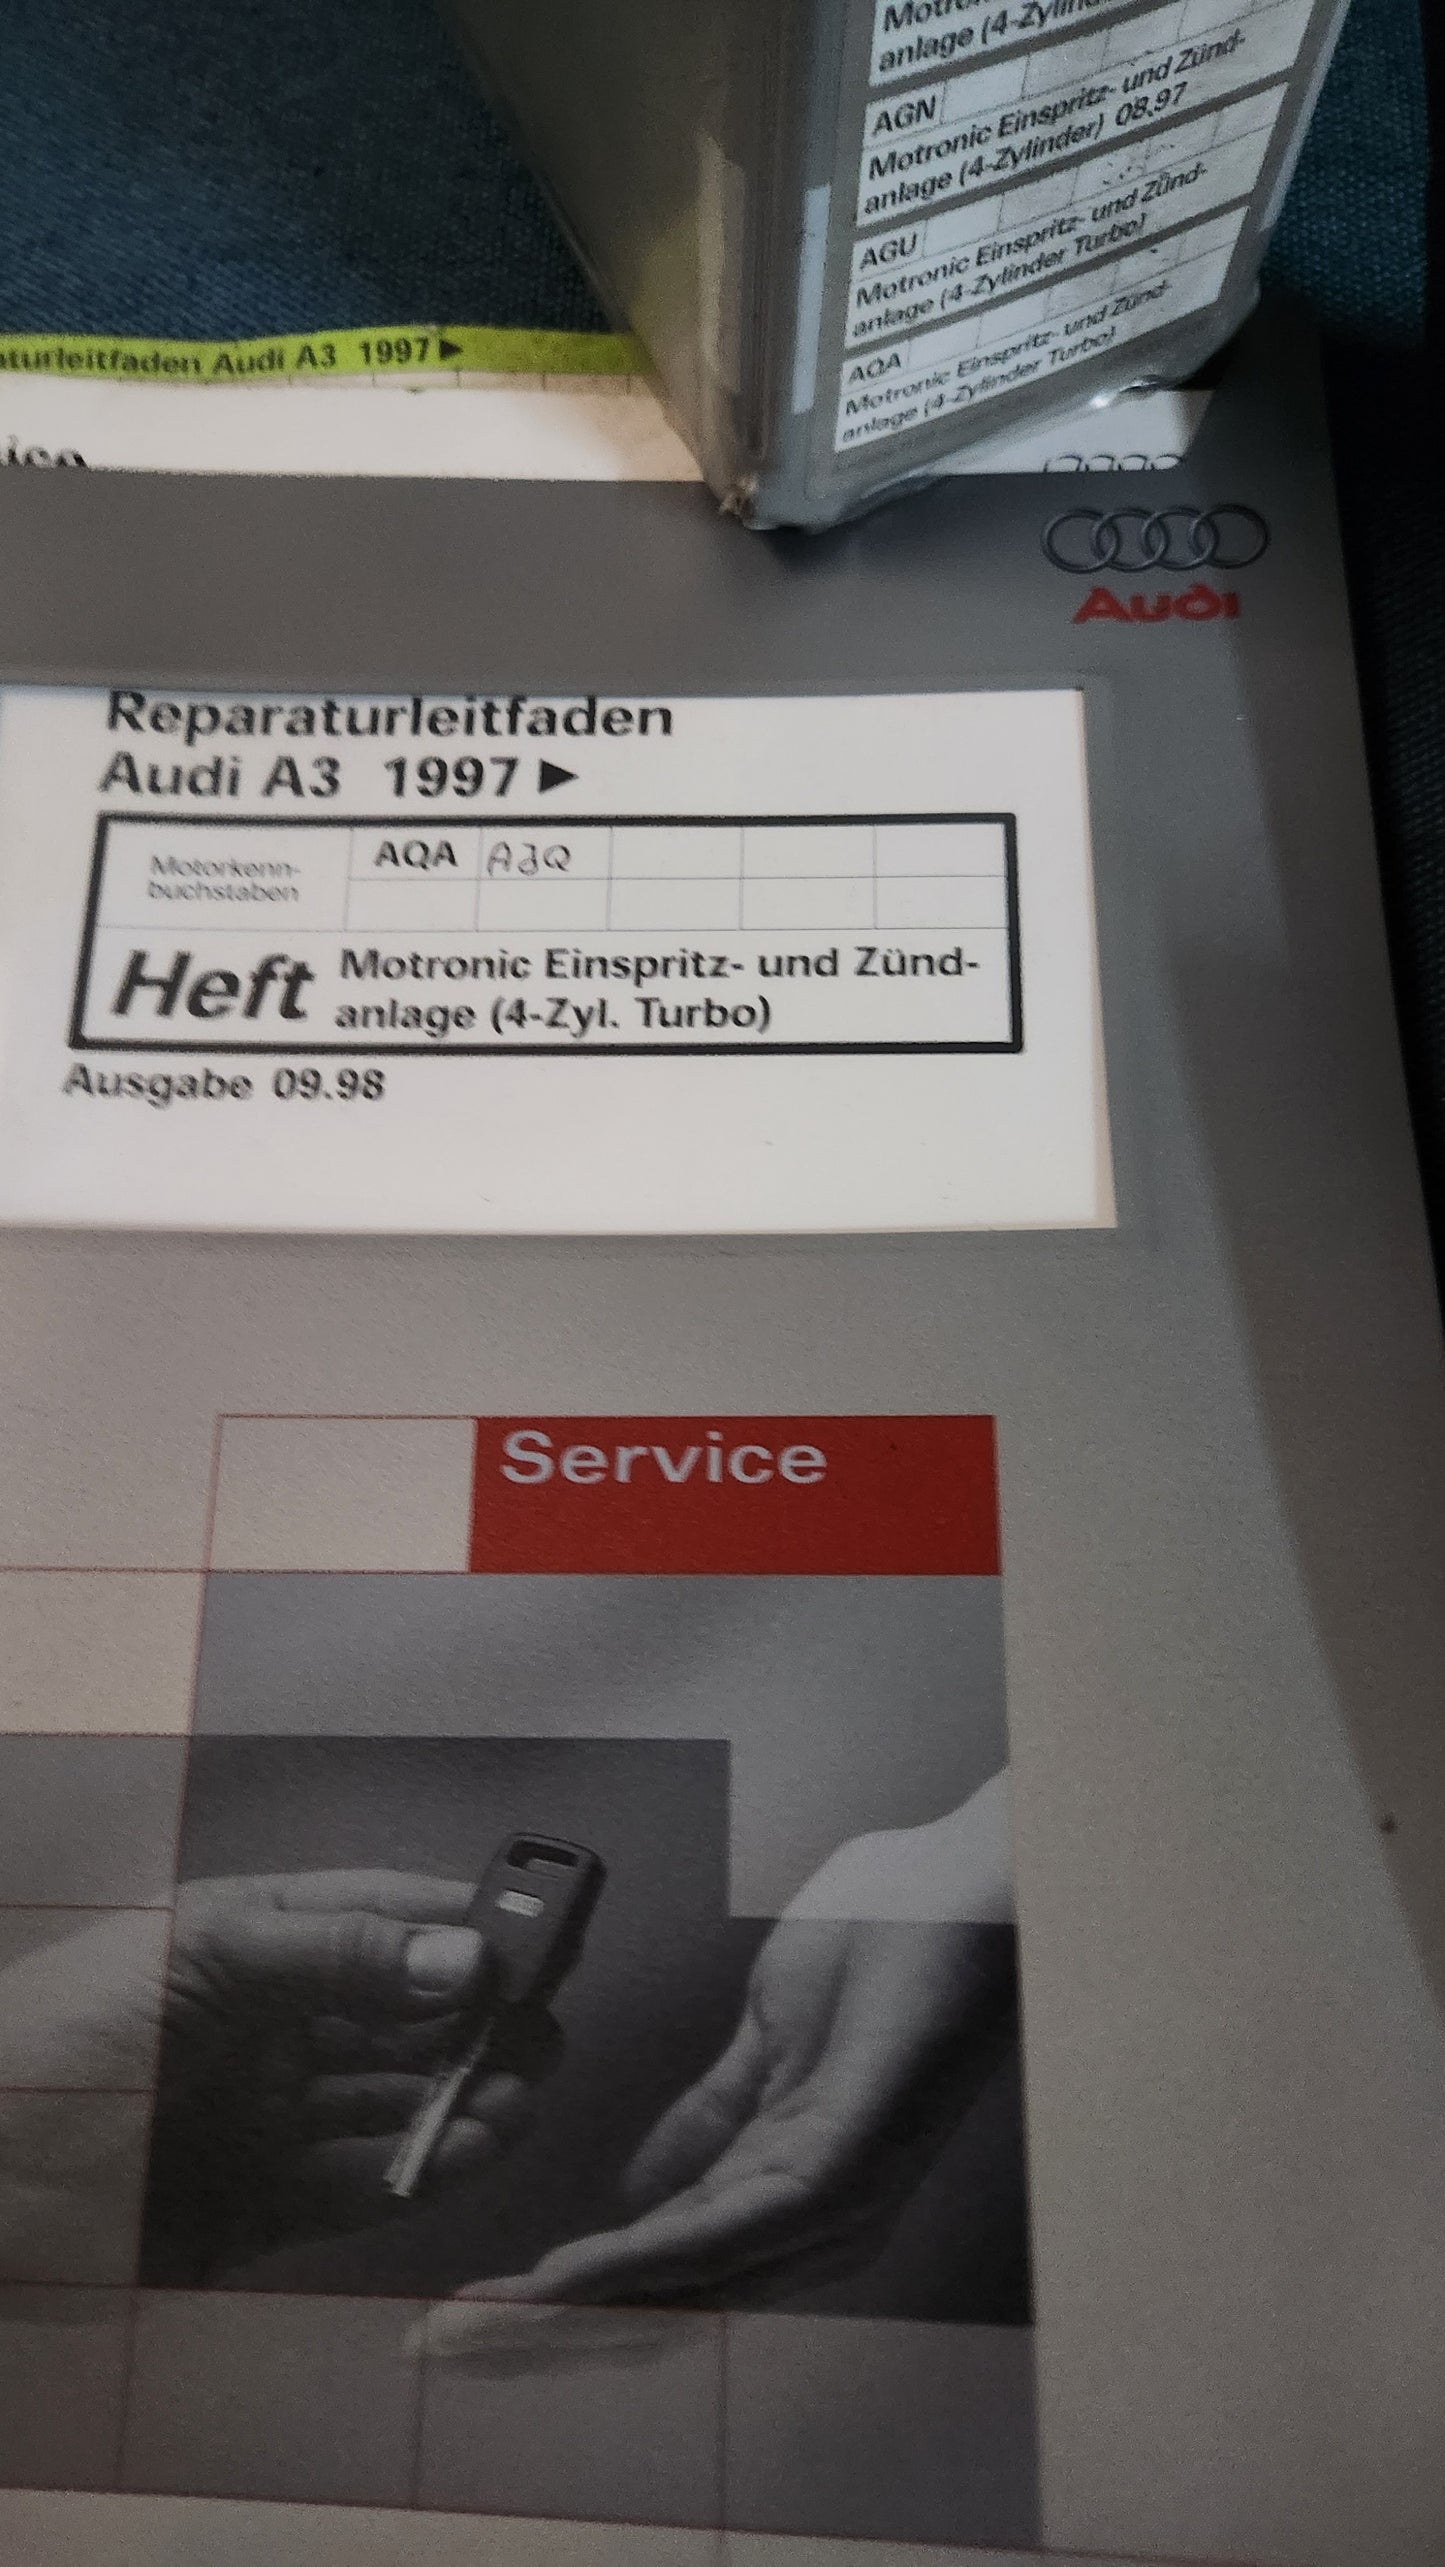 anlage (4-Zylinder
AGN
Motronic Einspritz- und Zünd-
anlage (4-Zylinder) 08.97
AGU
Motronic Einspritz- und Zünd-
anlage (4-Zylinder Turbo)
AQA
Motronic Einspritz- und Zünd-
anlage (4-Zylinder Turbo)
Audi A3 1997 ►
Audi
Reparaturleitfaden
Audi A3 1997 ►
Motorkenn-
buchstaben
AQA AJQ
Heft Motronic Einspritz- und Zünd-
anlage (4-Zyl. Turbo)
Ausgabe 09.98
Service